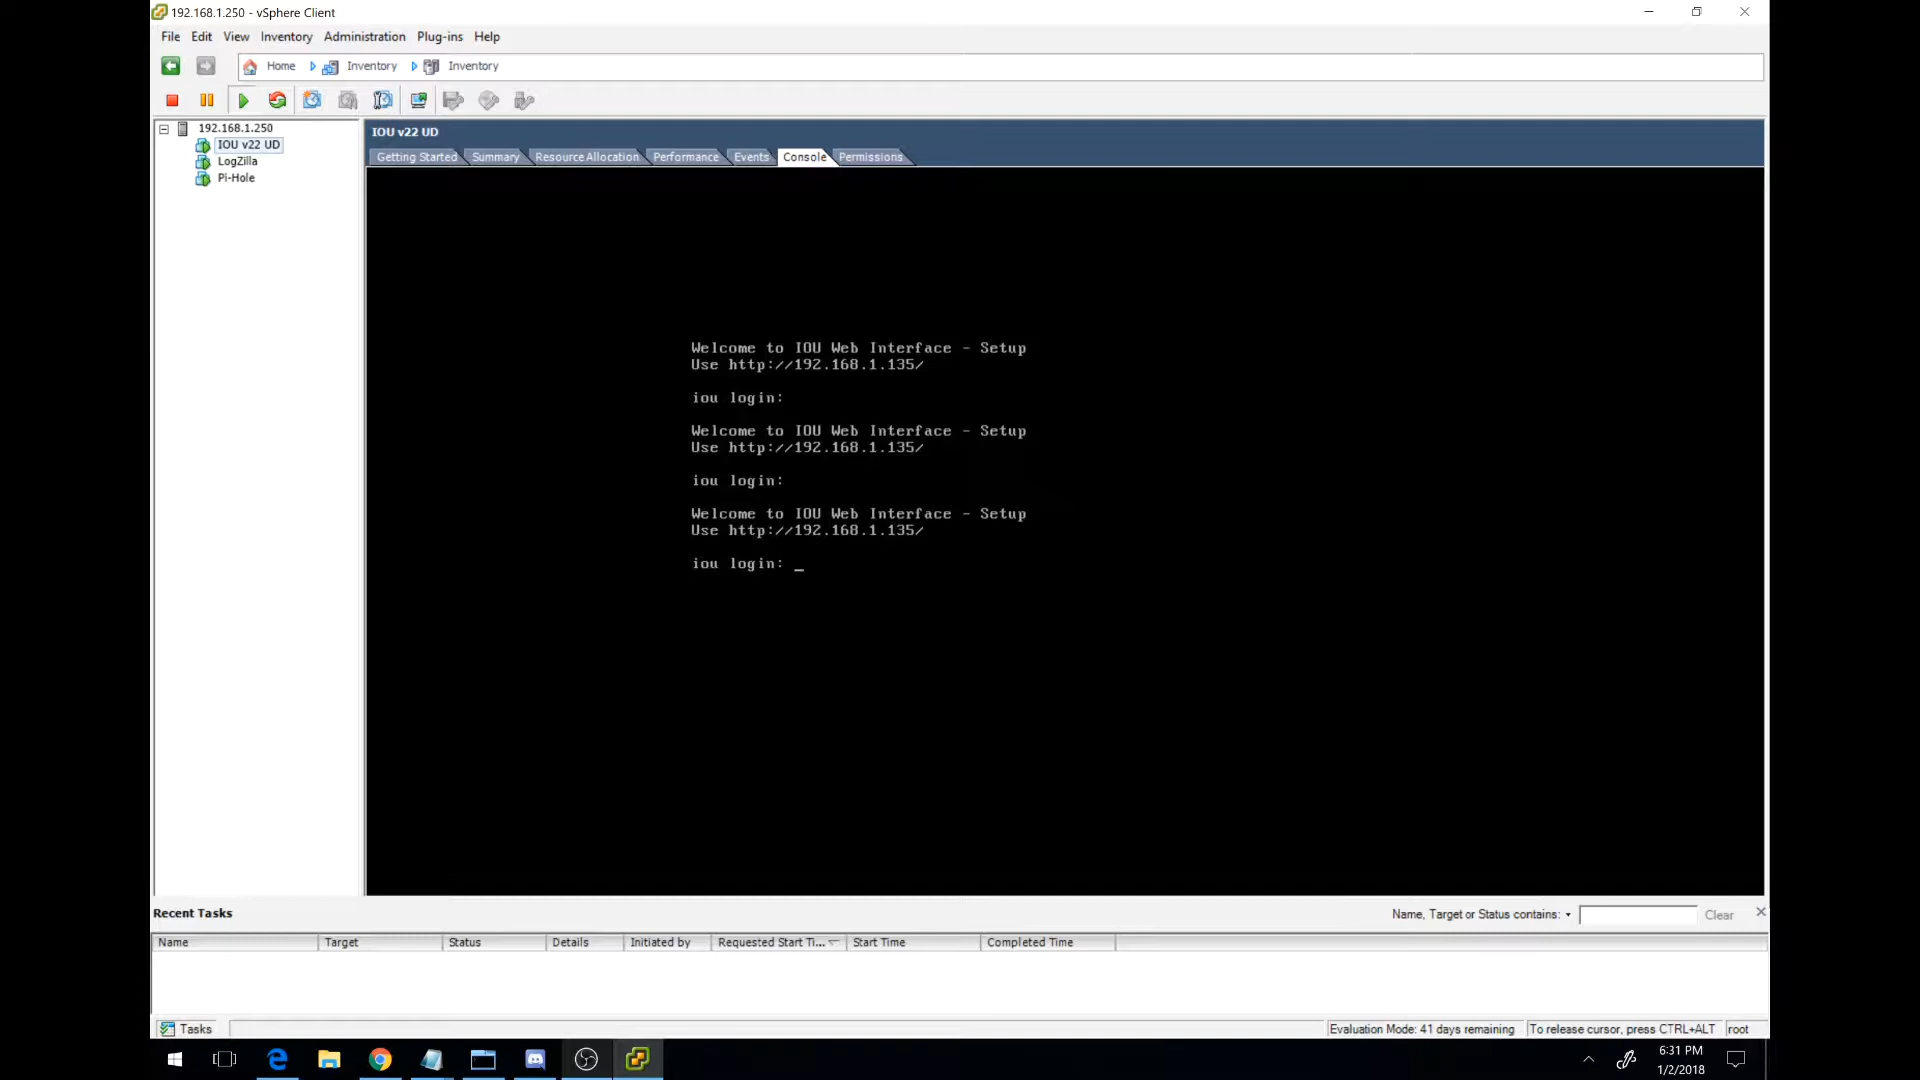 192.168.1.250 - vSphere Client
File Edit View Inventory Administration Plug-ins Help
Home Inventory Inventory
192.168.1.250
IOU v22 UD
LogZilla
Pi-Hole
IOU v22 UD
Getting Started Summary Resource Allocation Performance Events Console Permissions
Welcome to IOU Web Interface - Setup
Use http://192.168.1.135/
iou login:
Welcome to IOU Web Interface - Setup
Use http://192.168.1.135/
iou login:
Welcome to IOU Web Interface - Setup
Use http://192.168.1.135/
iou login: _
Recent Tasks
Name, Target or Status contains: Clear
Name Target Status Details Initiated by Requested Start Ti... Start Time Completed Time
Tasks
Evaluation Mode: 41 days remaining To release cursor, press CTRL+ALT root
6:31 PM
1/2/2018